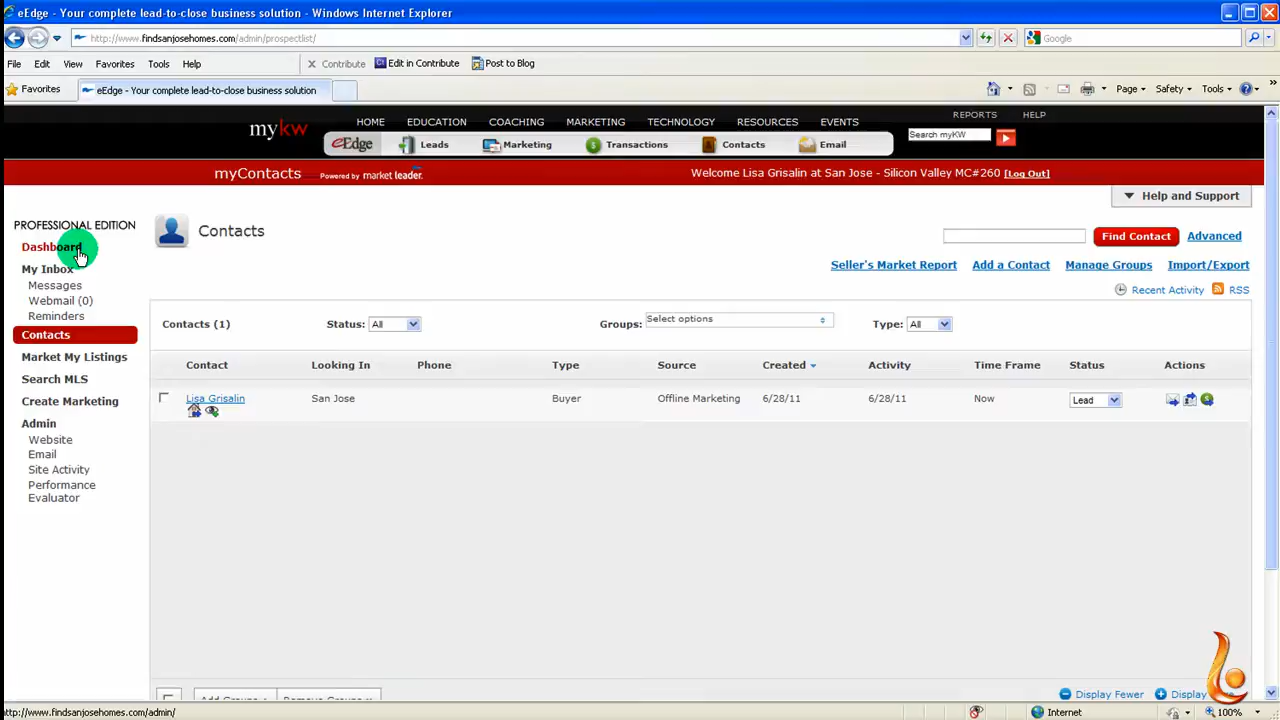 eEdge - Your complete lead-to-close business solution - Windows Internet Explorer
http://www.findsanjosehomes.com/admin/prospectlist/
Google
File Edit View Favorites Tools Help
Contribute Edit in Contribute Post to Blog
Favorites eEdge - Your complete lead-to-close business solution
Page Safety Tools
REPORTS HELP
mykw HOME EDUCATION COACHING MARKETING TECHNOLOGY RESOURCES EVENTS
Search myKW
eEdge Leads Marketing Transactions Contacts Email
myContacts Powered by market leader. Welcome Lisa Grisalin at San Jose - Silicon Valley MC#260 [Log Out]
Help and Support
PROFESSIONAL EDITION
Dashboard
My Inbox
Messages
Webmail (0)
Reminders
Contacts
Market My Listings
Search MLS
Create Marketing
Admin
Website
Email
Site Activity
Performance
Evaluator
Contacts
Find Contact Advanced
Seller's Market Report Add a Contact Manage Groups Import/Export
Recent Activity RSS
Contacts (1) Status: All Groups: Select options Type: All
Contact Looking In Phone Type Source Created Activity Time Frame Status Actions
Lisa Grisalin San Jose Buyer Offline Marketing 6/28/11 6/28/11 Now Lead
Display Fewer
http://www.findsanjosehomes.com/admin/ Internet 100%